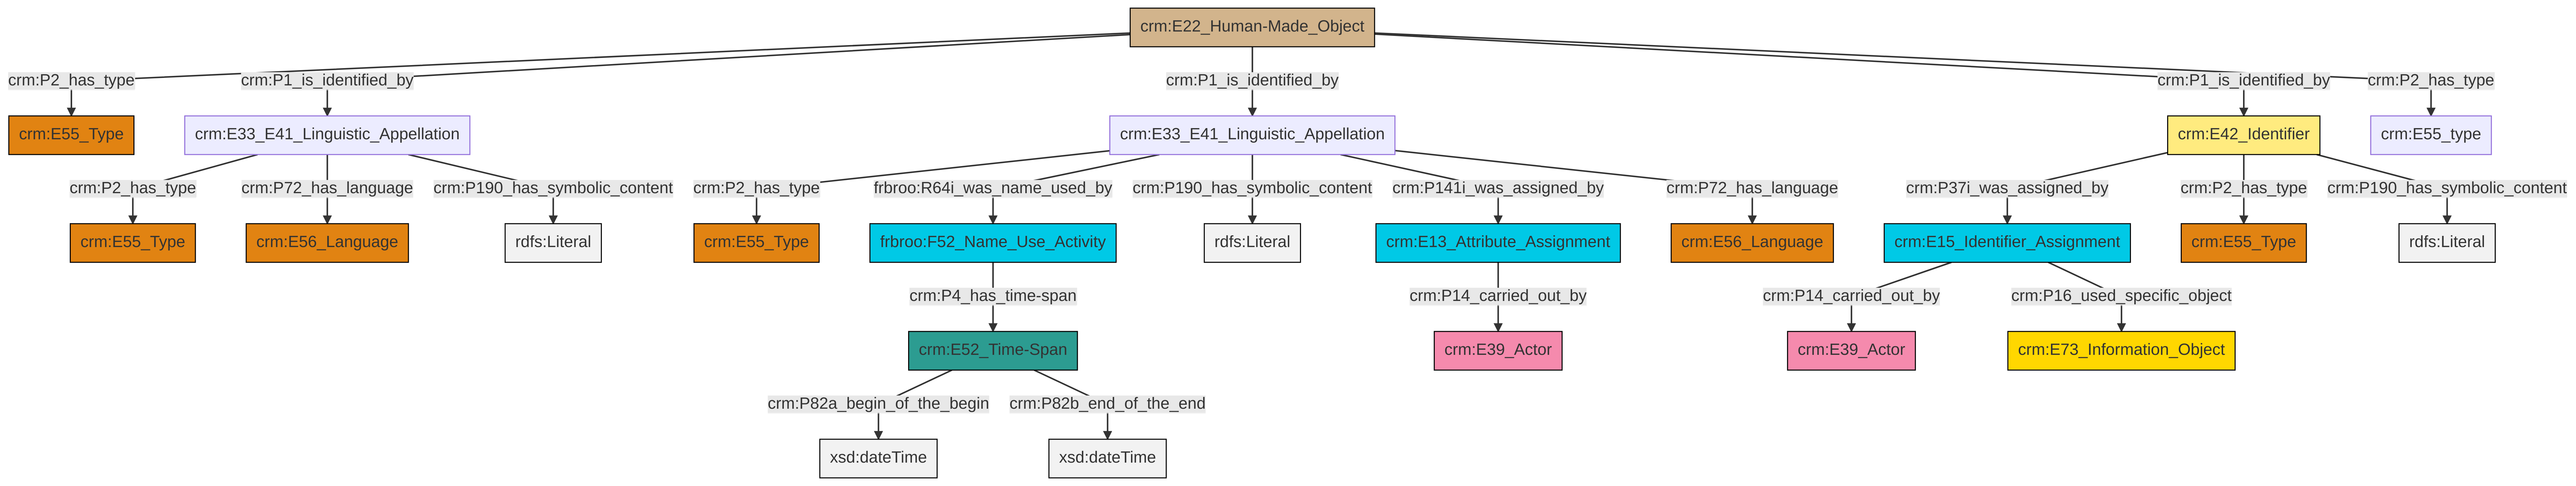 crm:E22_Human-Made_Object
crm:P2_has_type
crm:P1_is_identified_by
crm:P1_is_identified_by
crm:P1_is_identified_by
crm:P2_has_type
crm:E55_Type
crm:E33_E41_Linguistic_Appellation
crm:E33_E41_Linguistic_Appellation
crm:E42_Identifier
crm:E55_type
crm:P2_has_type
crm:P72_has_language
crm:P190_has_symbolic_content
crm:P2_has_type
frbroo:R64i_was_name_used_by
crm:P190_has_symbolic_content
crm:P141i_was_assigned_by
crm:P72_has_language
crm:P37i_was_assigned_by
crm:P2_has_type
crm:P190_has_symbolic_content
crm:E55_Type
crm:E56_Language
rdfs:Literal
crm:E55_Type
frbroo:F52_Name_Use_Activity
rdfs:Literal
crm:E13_Attribute_Assignment
crm:E56_Language
crm:E15_Identifier_Assignment
crm:E55_Type
rdfs:Literal
crm:P4_has_time-span
crm:P14_carried_out_by
crm:P14_carried_out_by
crm:P16_used_specific_object
crm:E52_Time-Span
crm:E39_Actor
crm:E39_Actor
crm:E73_Information_Object
crm:P82a_begin_of_the_begin
crm:P82b_end_of_the_end
xsd:dateTime
xsd:dateTime